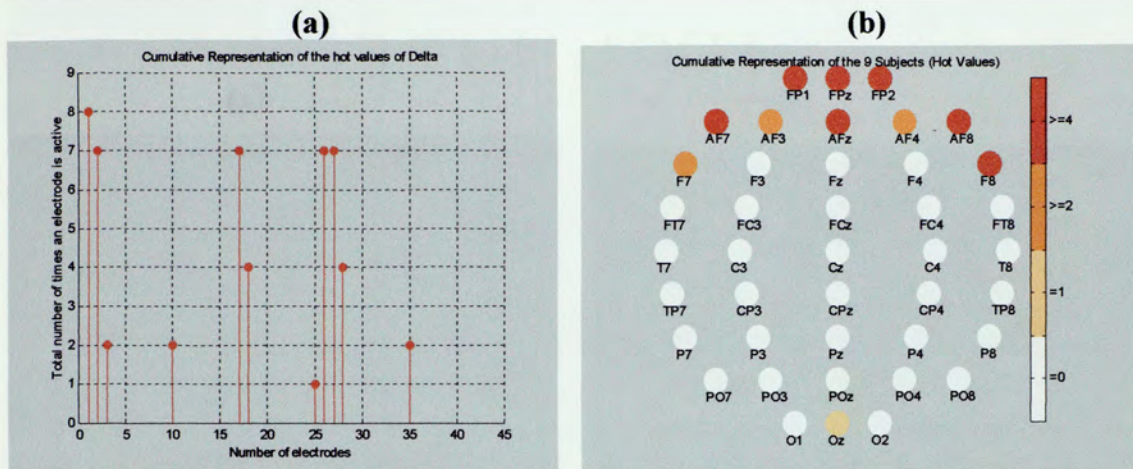 (a)
Cumulative Representation of the hot values of Delta
Total number of times an electrode is active
9
8
7
6
5
4
3
2
1
0
0 5 10 15 20 25 30 35 40 45
Number of electrodes
(b)
Cumulative Representation of the 9 Subjects (Hot Values)
FP1 FPz FP2
AF7 AF3 AFz AF4 AF8
F7 F3 Fz F4 F8
FT7 FC3 FCz FC4 FT8
T7 C3 Cz C4 T8
TP7 CP3 CPz CP4 TP8
P7 P3 Pz P4 P8
PO7 PO3 POz PO4 PO8
O1 Oz O2
>=4
>=2
=1
=0